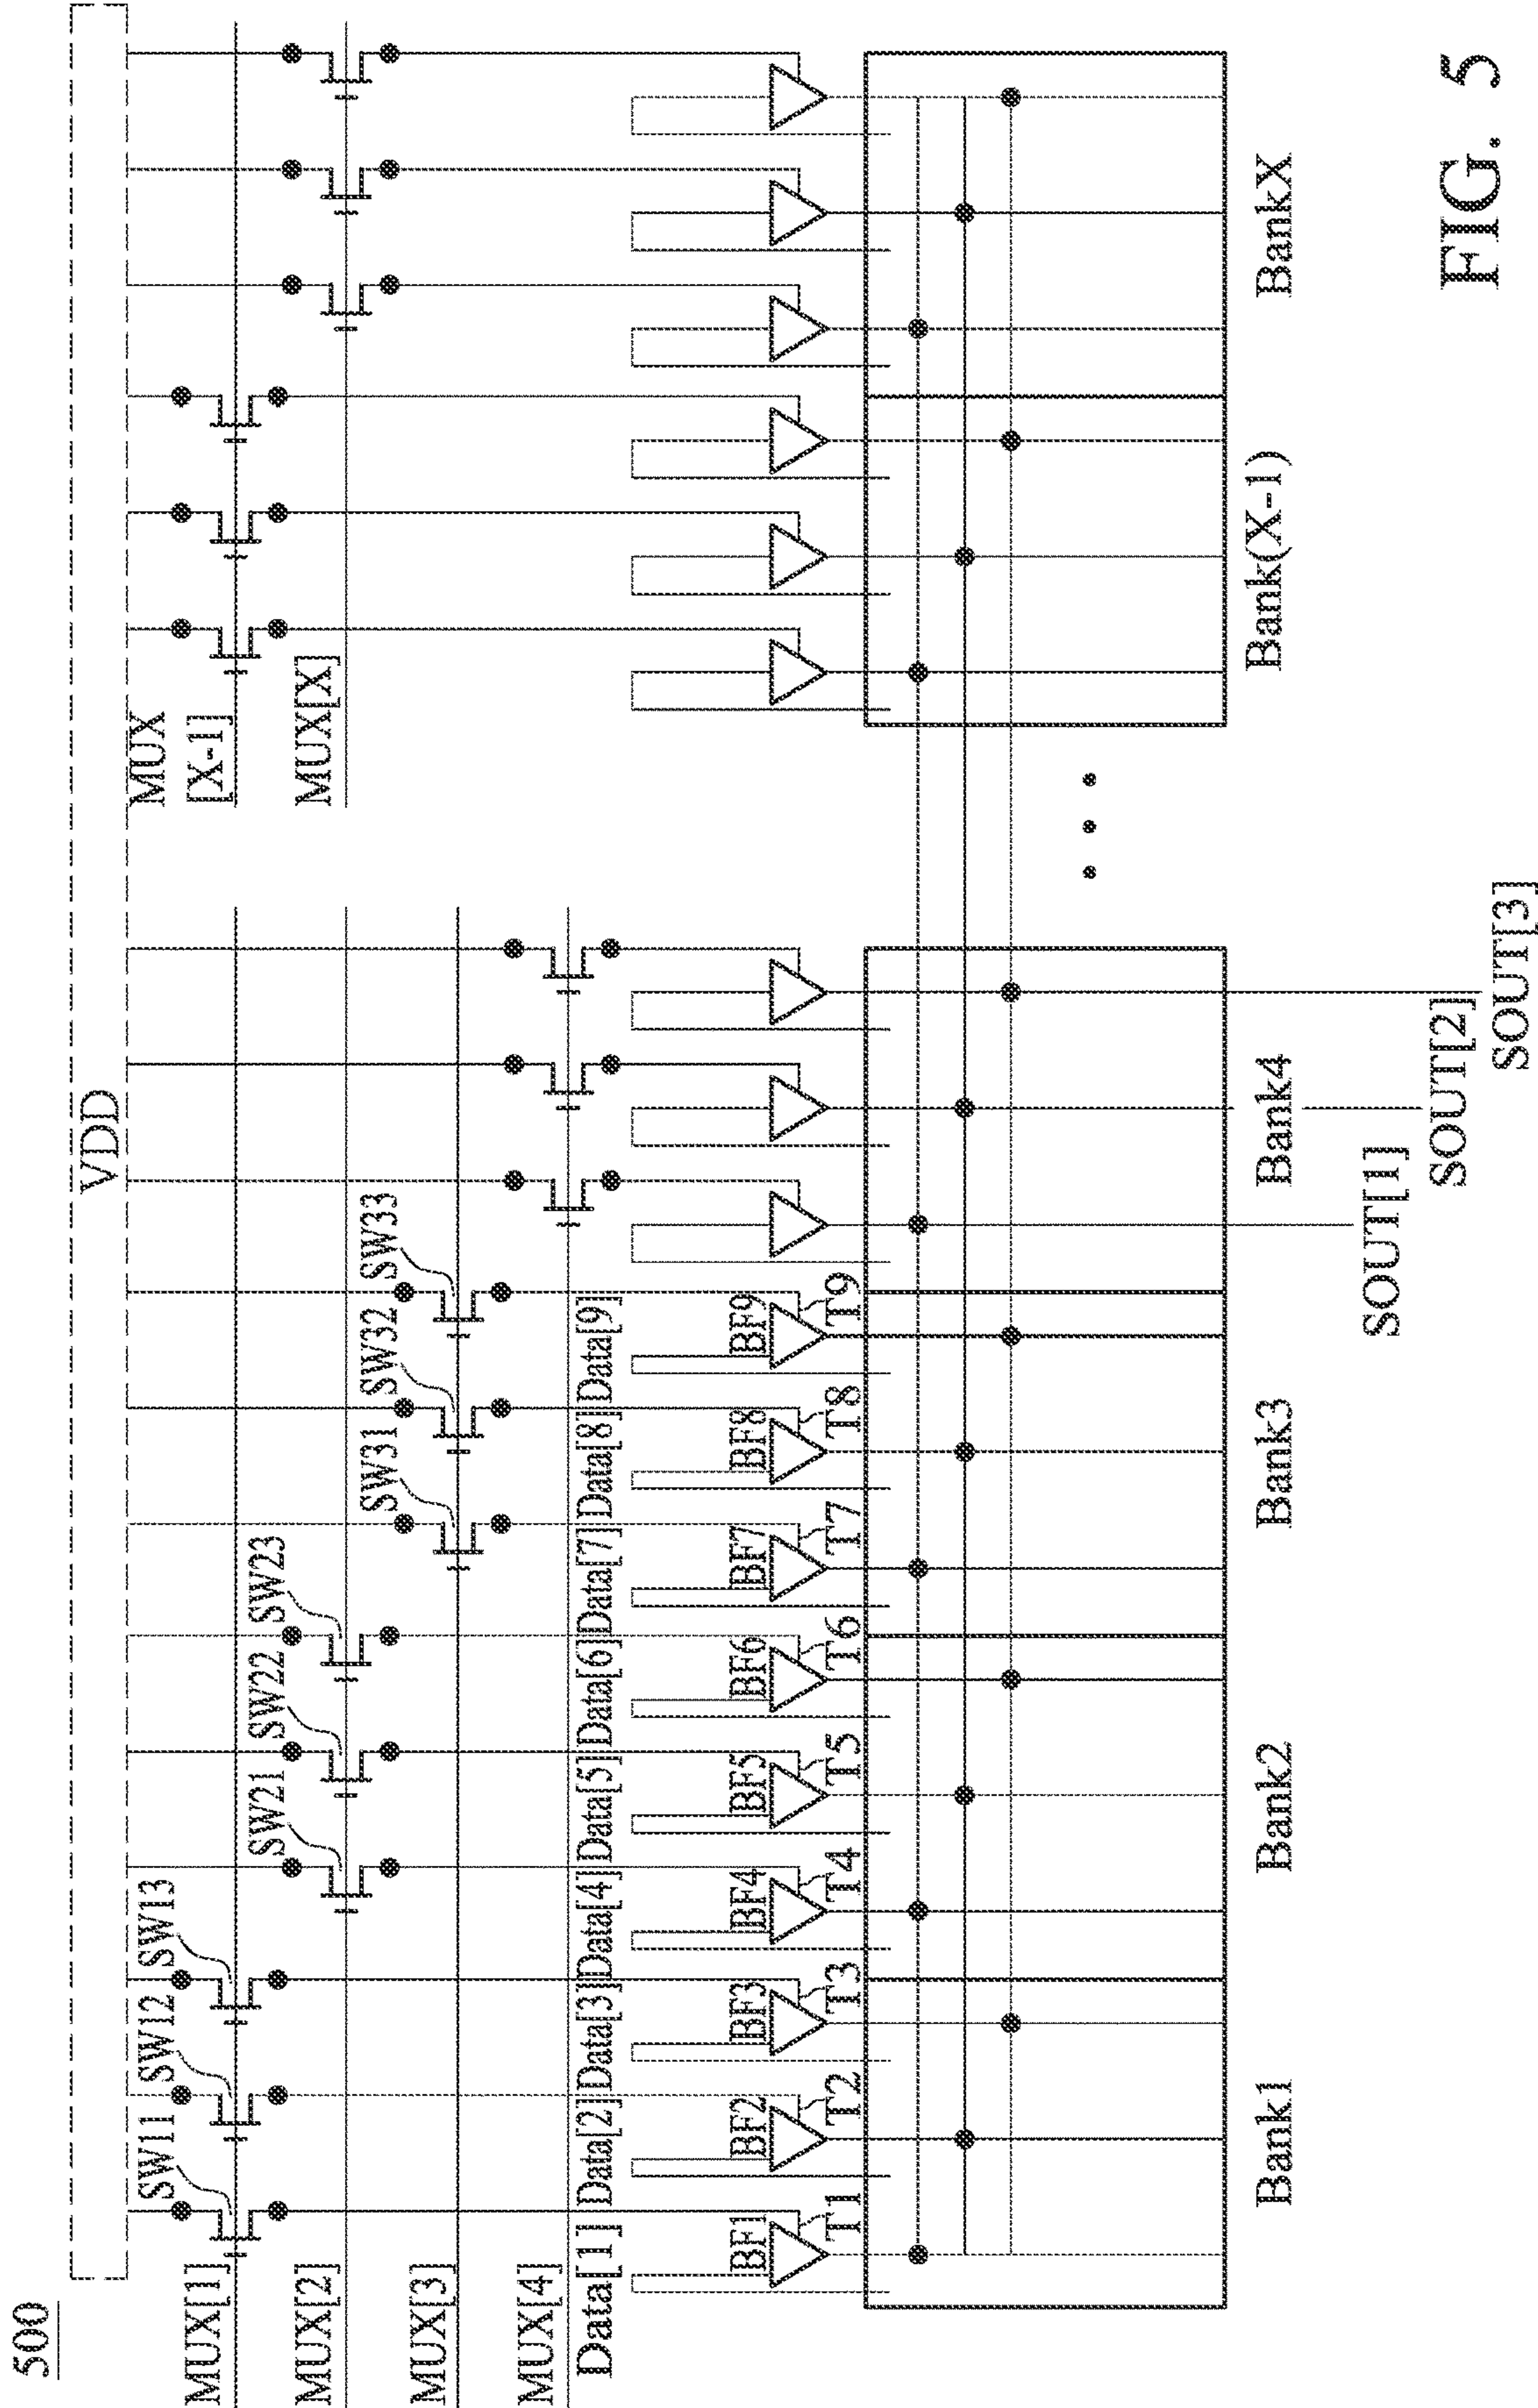 500
VDD
MUX[1]
MUX[2]
MUX[3]
MUX[4]
MUX
[X-1]
MUX[X]
SW11
SW12
SW13
SW21
SW22
SW23
SW31
SW32
SW33
Data[1]
Data[2]
Data[3]
Data[4]
Data[5]
Data[6]
Data[7]
Data[8]
Data[9]
BF1
BF2
BF3
BF4
BF5
BF6
BF7
BF8
BF9
T1
T2
T3
T4
T5
T6
T7
T8
T9
Bank1
Bank2
Bank3
Bank4
Bank(X-1)
BankX
SOUT[1]
SOUT[2]
SOUT[3]
FIG. 5